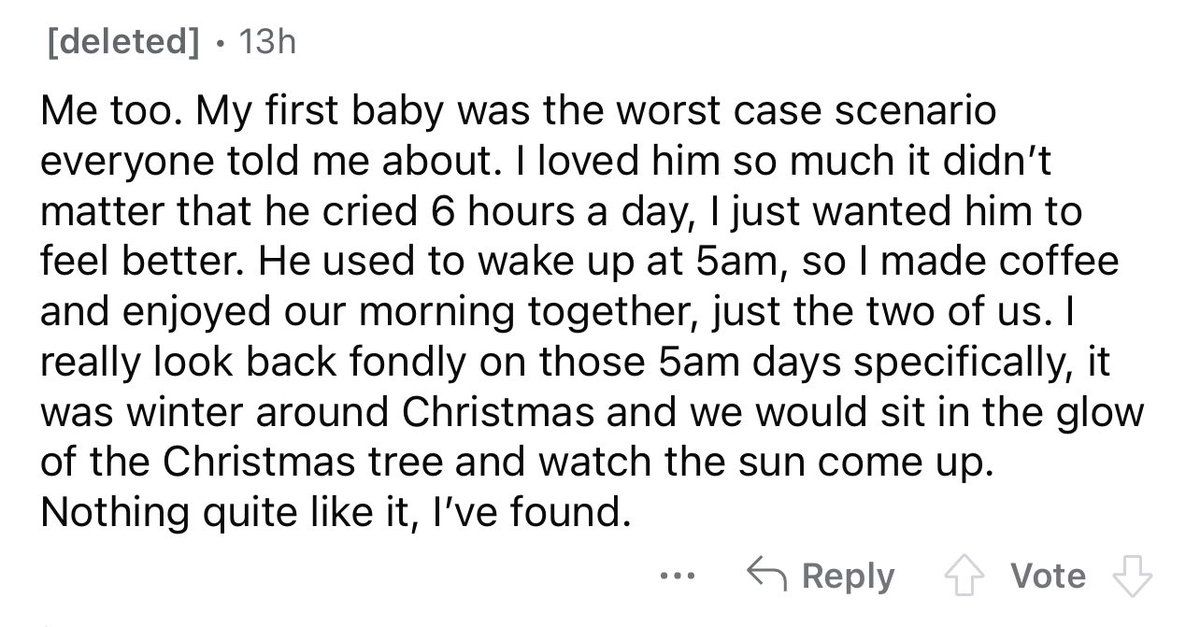 [deleted] • 13h
Me too. My first baby was the worst case scenario
everyone told me about. I loved him so much it didn’t
matter that he cried 6 hours a day, I just wanted him to
feel better. He used to wake up at 5am, so I made coffee
and enjoyed our morning together, just the two of us. I
really look back fondly on those 5am days specifically, it
was winter around Christmas and we would sit in the glow
of the Christmas tree and watch the sun come up.
Nothing quite like it, I’ve found.
... Reply Vote